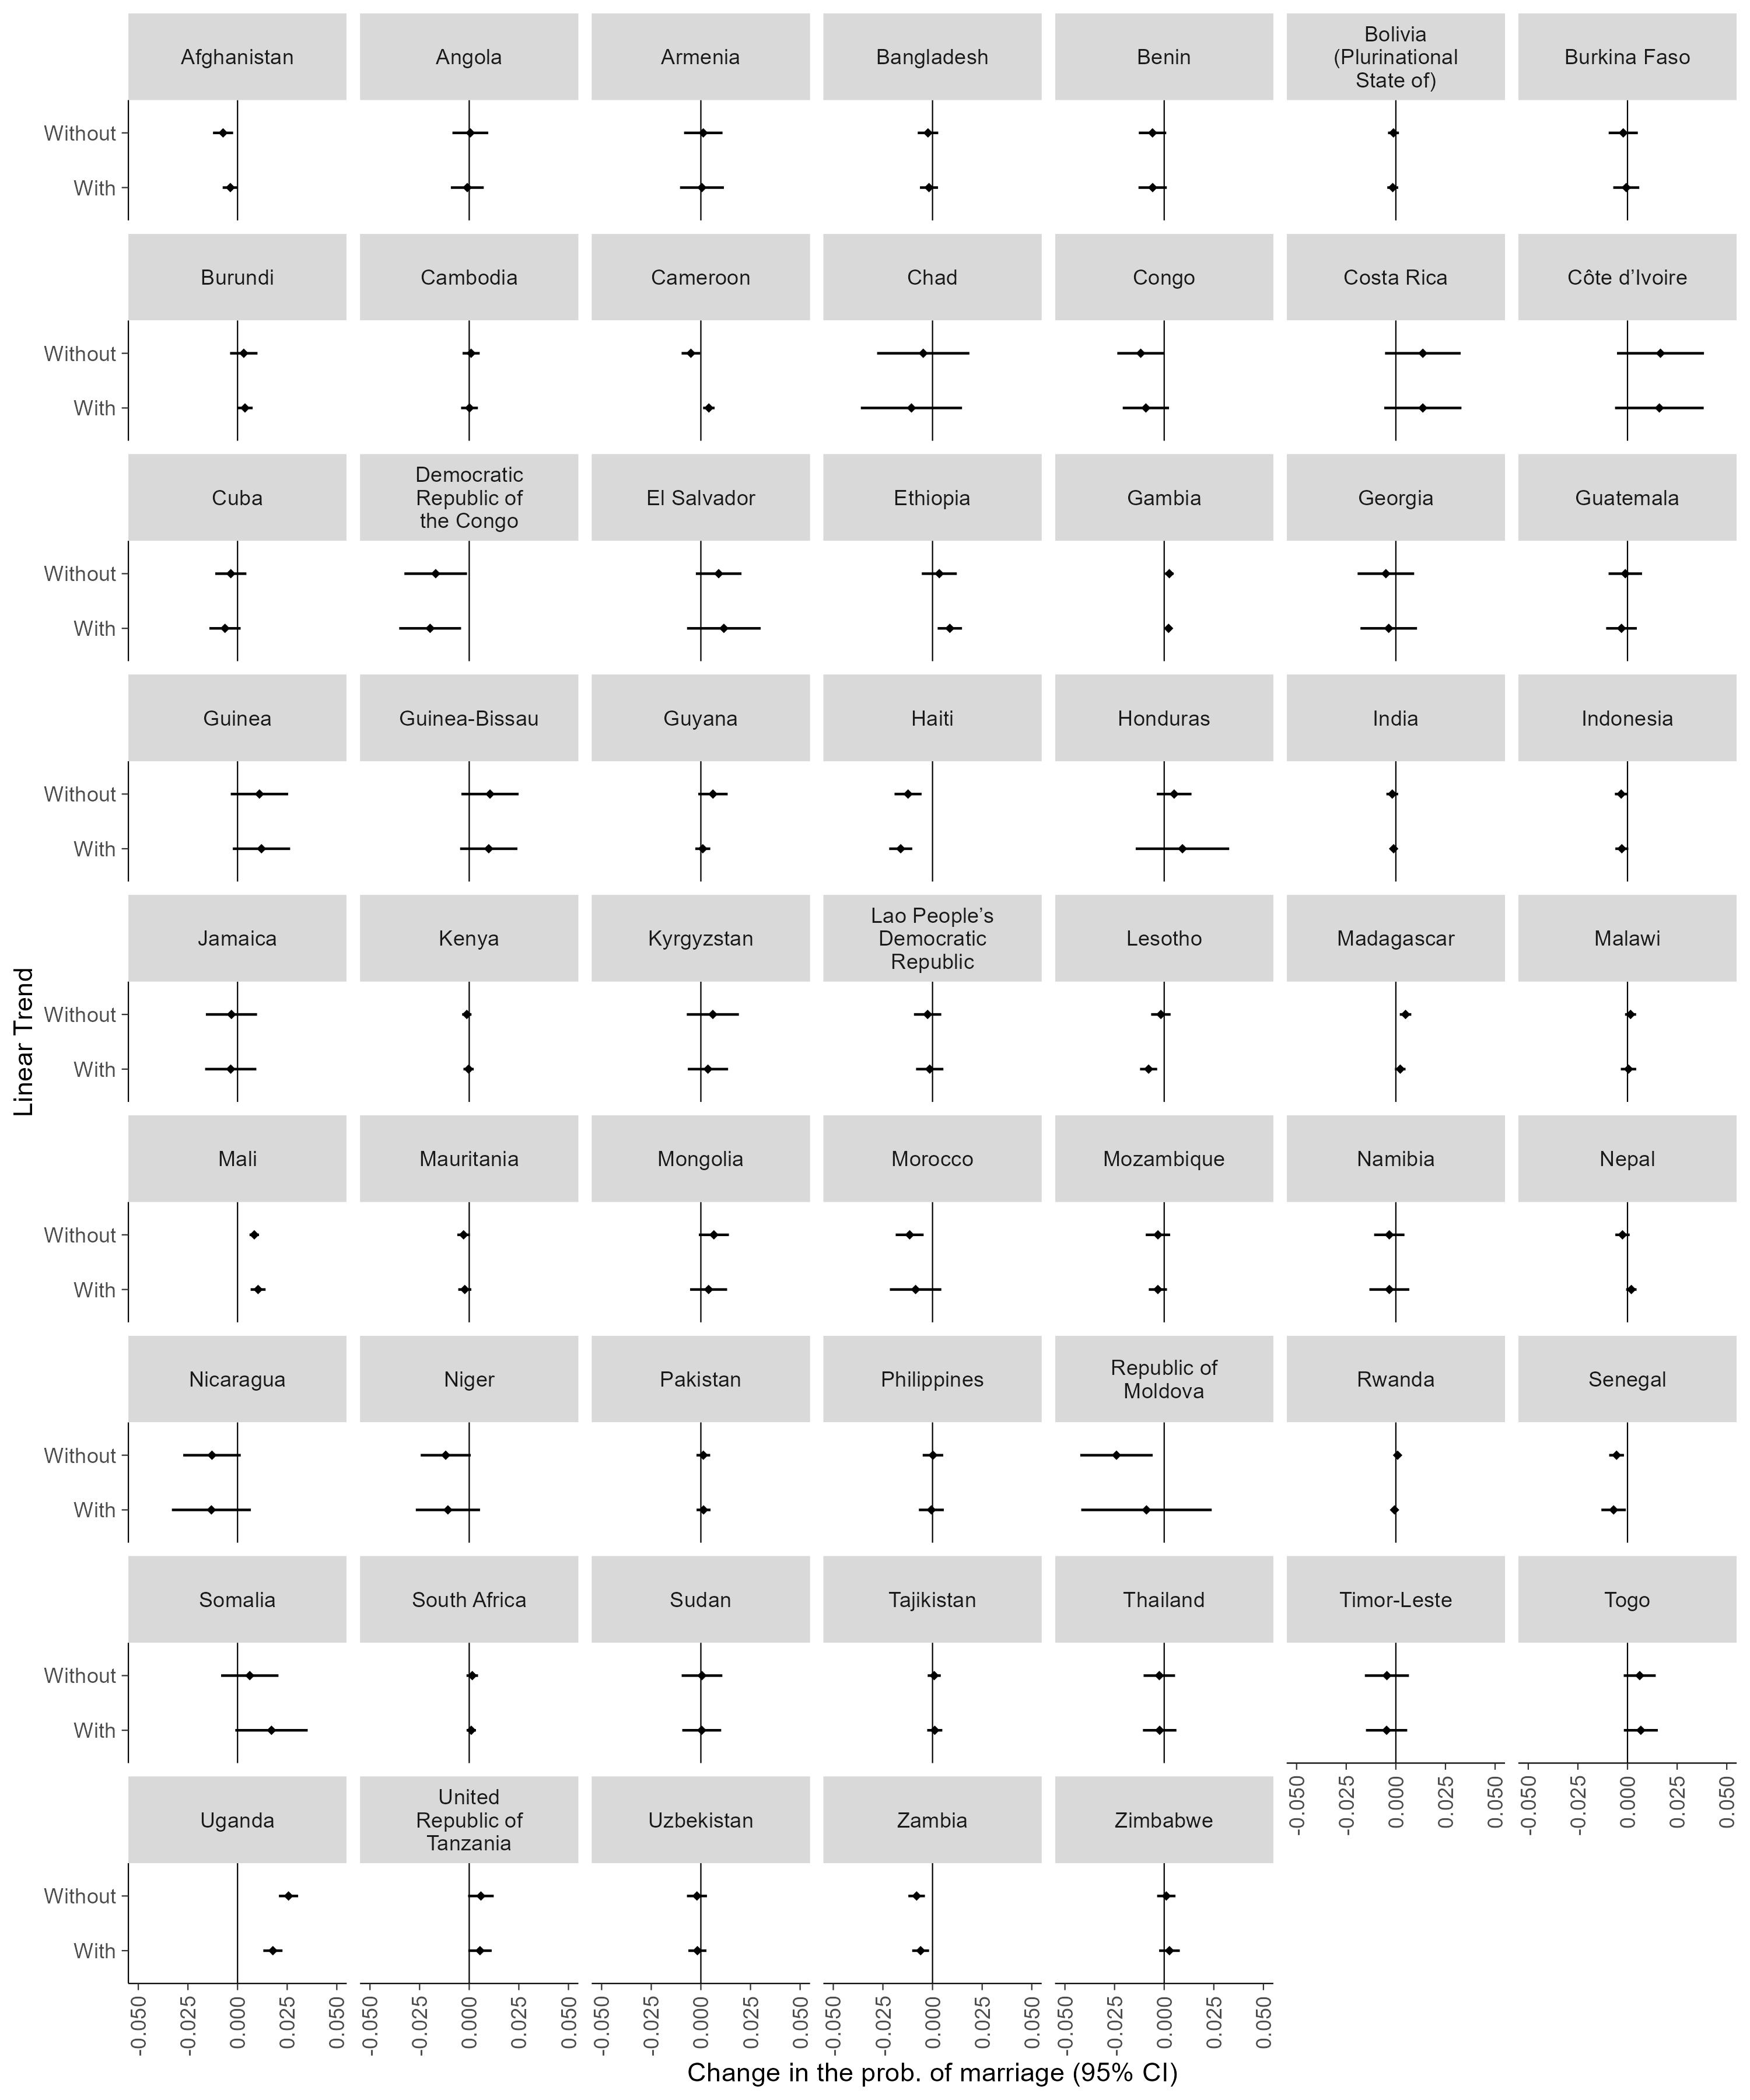 Afghanistan
Angola
Armenia
Bangladesh
Benin
Bolivia
(Plurinational
State of)
Burkina Faso
Without
With
Burundi
Cambodia
Cameroon
Chad
Congo
Costa Rica
Côte d’Ivoire
Without
With
Cuba
Democratic
Republic of
the Congo
El Salvador
Ethiopia
Gambia
Georgia
Guatemala
Without
With
Guinea
Guinea-Bissau
Guyana
Haiti
Honduras
India
Indonesia
Without
With
Jamaica
Kenya
Kyrgyzstan
Lao People’s
Democratic
Republic
Lesotho
Madagascar
Malawi
Without
With
Linear Trend
Mali
Mauritania
Mongolia
Morocco
Mozambique
Namibia
Nepal
Without
With
Nicaragua
Niger
Pakistan
Philippines
Republic of
Moldova
Rwanda
Senegal
Without
With
Somalia
South Africa
Sudan
Tajikistan
Thailand
Timor-Leste
Togo
Without
With
-0.050
-0.025
0.000
0.025
0.050
-0.050
-0.025
0.000
0.025
0.050
Uganda
United
Republic of
Tanzania
Uzbekistan
Zambia
Zimbabwe
Without
With
-0.050
-0.025
0.000
0.025
0.050
-0.050
-0.025
0.000
0.025
0.050
-0.050
-0.025
0.000
0.025
0.050
-0.050
-0.025
0.000
0.025
0.050
-0.050
-0.025
0.000
0.025
0.050
Change in the prob. of marriage (95% CI)